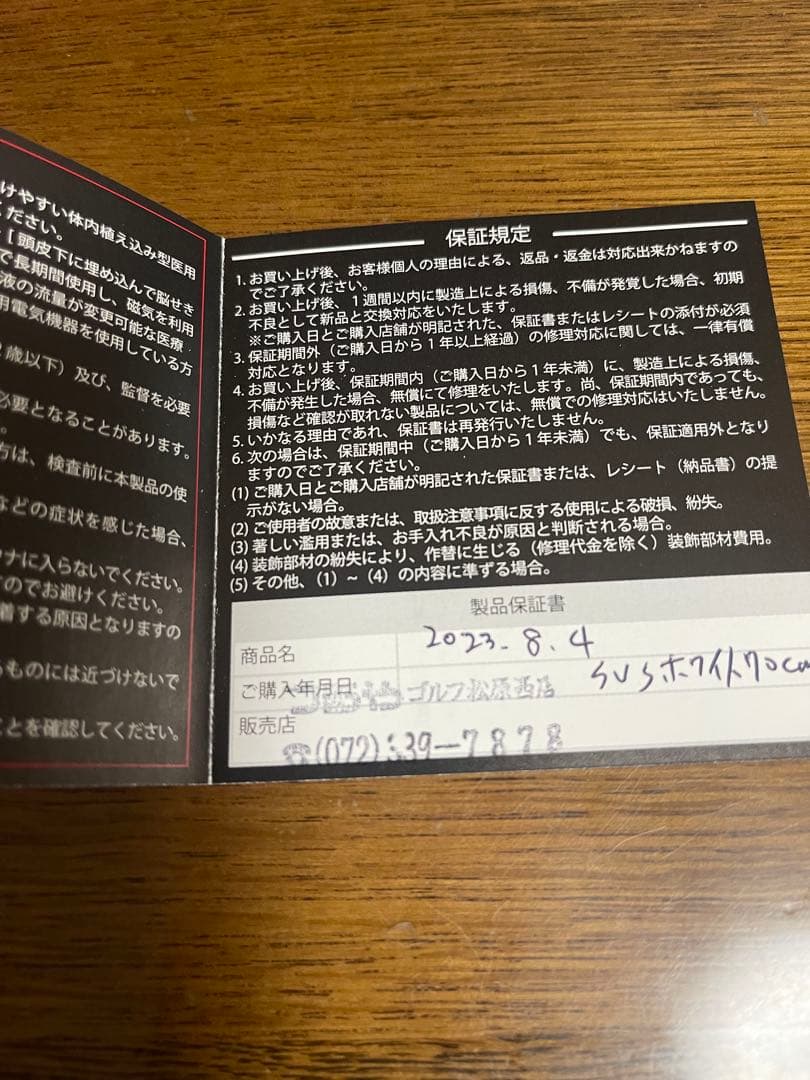 けやすい体内植え込み型医用
ください。
[頭皮下に埋め込んで脳せき
で長期間使用し、磁気を利用
液の流量が変更可能な医療
用電気機器を使用している方
歳以下）及び、監督を必要
必要となることがあります。
方は、検査前に本製品の使
などの症状を感じた場合、
ウナに入らないでください。
すのでお避けください。
着する原因となりますの
るものには近づけないで
ことを確認してください。
保証規定
1. お買い上げ後、お客様個人の理由による、返品・返金は対応出来かねますの
でご了承ください。
2. お買い上げ後、1週間以内に製造上による損傷、不備が発覚した場合、初期
不良として新品と交換対応をいたします。
※ご購入日とご購入店舗が明記された、保証書またはレシートの添付が必須
3. 保証期間外（ご購入日から1年以上経過）の修理対応に関しては、一律有償
対応となります。
4. お買い上げ後、保証期間内（ご購入日から1年未満）に、製造上による損傷、
不備が発生した場合、無償にて修理をいたします。尚、保証期間内であっても、
損傷など確認が取れない製品については、無償での修理対応はいたしません。
5. いかなる理由であれ、保証書は再発行いたしません。
6. 次の場合は、保証期間中（ご購入日から1年未満）でも、保証適用外となり
ますのでご了承ください。
(1) ご購入日とご購入店舗が明記された保証書または、レシート（納品書）の提
示がない場合。
(2) ご使用者の故意または、取扱注意事項に反する使用による破損、紛失。
(3) 著しい濫用または、お手入れ不良が原因と判断される場合。
(4) 装飾部材の紛失により、作替に生じる（修理代金を除く）装飾部材費用。
(5) その他、（1）～（4）の内容に準ずる場合。
製品保証書
商品名
2023.8.4
ご購入年月日
ゴルフ松原西店
SVSホワイト70cm
販売店
☎(072)339-7878